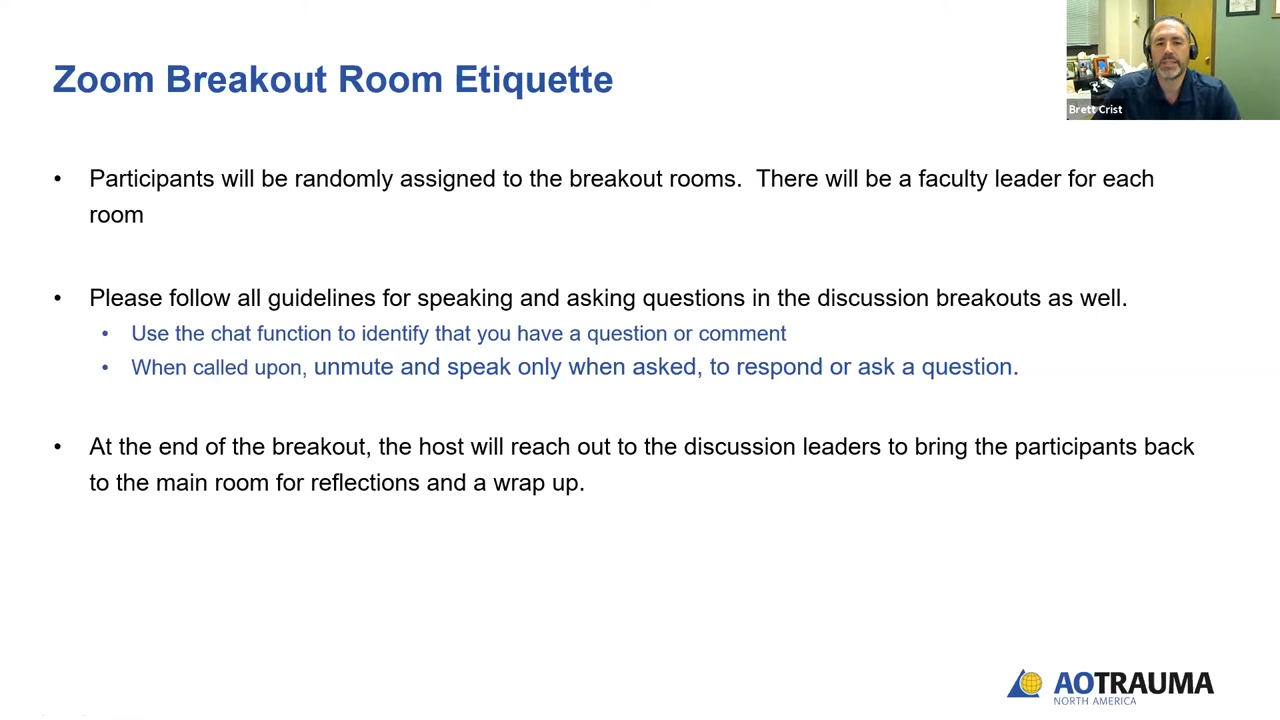 Zoom Breakout Room Etiquette
Brett Crist
• Participants will be randomly assigned to the breakout rooms.  There will be a faculty leader for each
room
• Please follow all guidelines for speaking and asking questions in the discussion breakouts as well.
• Use the chat function to identify that you have a question or comment
• When called upon, unmute and speak only when asked, to respond or ask a question.
• At the end of the breakout, the host will reach out to the discussion leaders to bring the participants back
to the main room for reflections and a wrap up.
AOTRAUMA
NORTH AMERICA